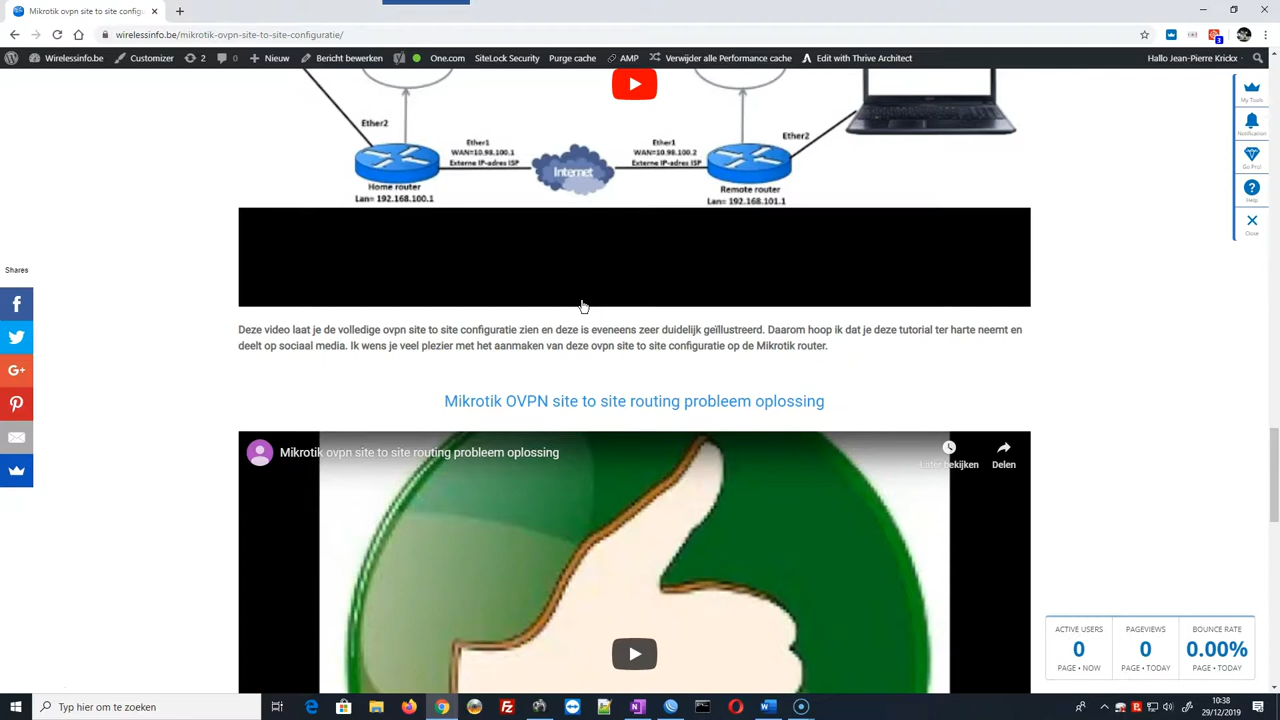 Mikrotik ovpn site to site config
wirelessinfo.be/mikrotik-ovpn-site-to-site-configuratie/
Wirelessinfo.be Customizer 2 0 Nieuw Bericht bewerken One.com SiteLock Security Purge cache AMP Verwijder alle Performance cache Edit with Thrive Architect Hallo Jean-Pierre Krickx
3
My Tools
Notification
Go Pro!
Help
Close
Ether2
Ether1
WAN=10.98.100.1
Externe IP-adres ISP
Internet
Ether1
WAN=10.98.100.2
Externe IP-adres ISP
Ether2
Home router
Lan= 192.168.100.1
Remote router
Lan= 192.168.101.1
Shares
Deze video laat je de volledige ovpn site to site configuratie zien en deze is eveneens zeer duidelijk geïllustreerd. Daarom hoop ik dat je deze tutorial ter harte neemt en
deelt op sociaal media. Ik wens je veel plezier met het aanmaken van deze ovpn site to site configuratie op de Mikrotik router.
Mikrotik OVPN site to site routing probleem oplossing
Mikrotik ovpn site to site routing probleem oplossing
Later bekijken Delen
ACTIVE USERS PAGEVIEWS BOUNCE RATE
0 0 0.00%
PAGE • NOW PAGE • TODAY PAGE • TODAY
Typ hier om te zoeken
10:38
29/12/2019